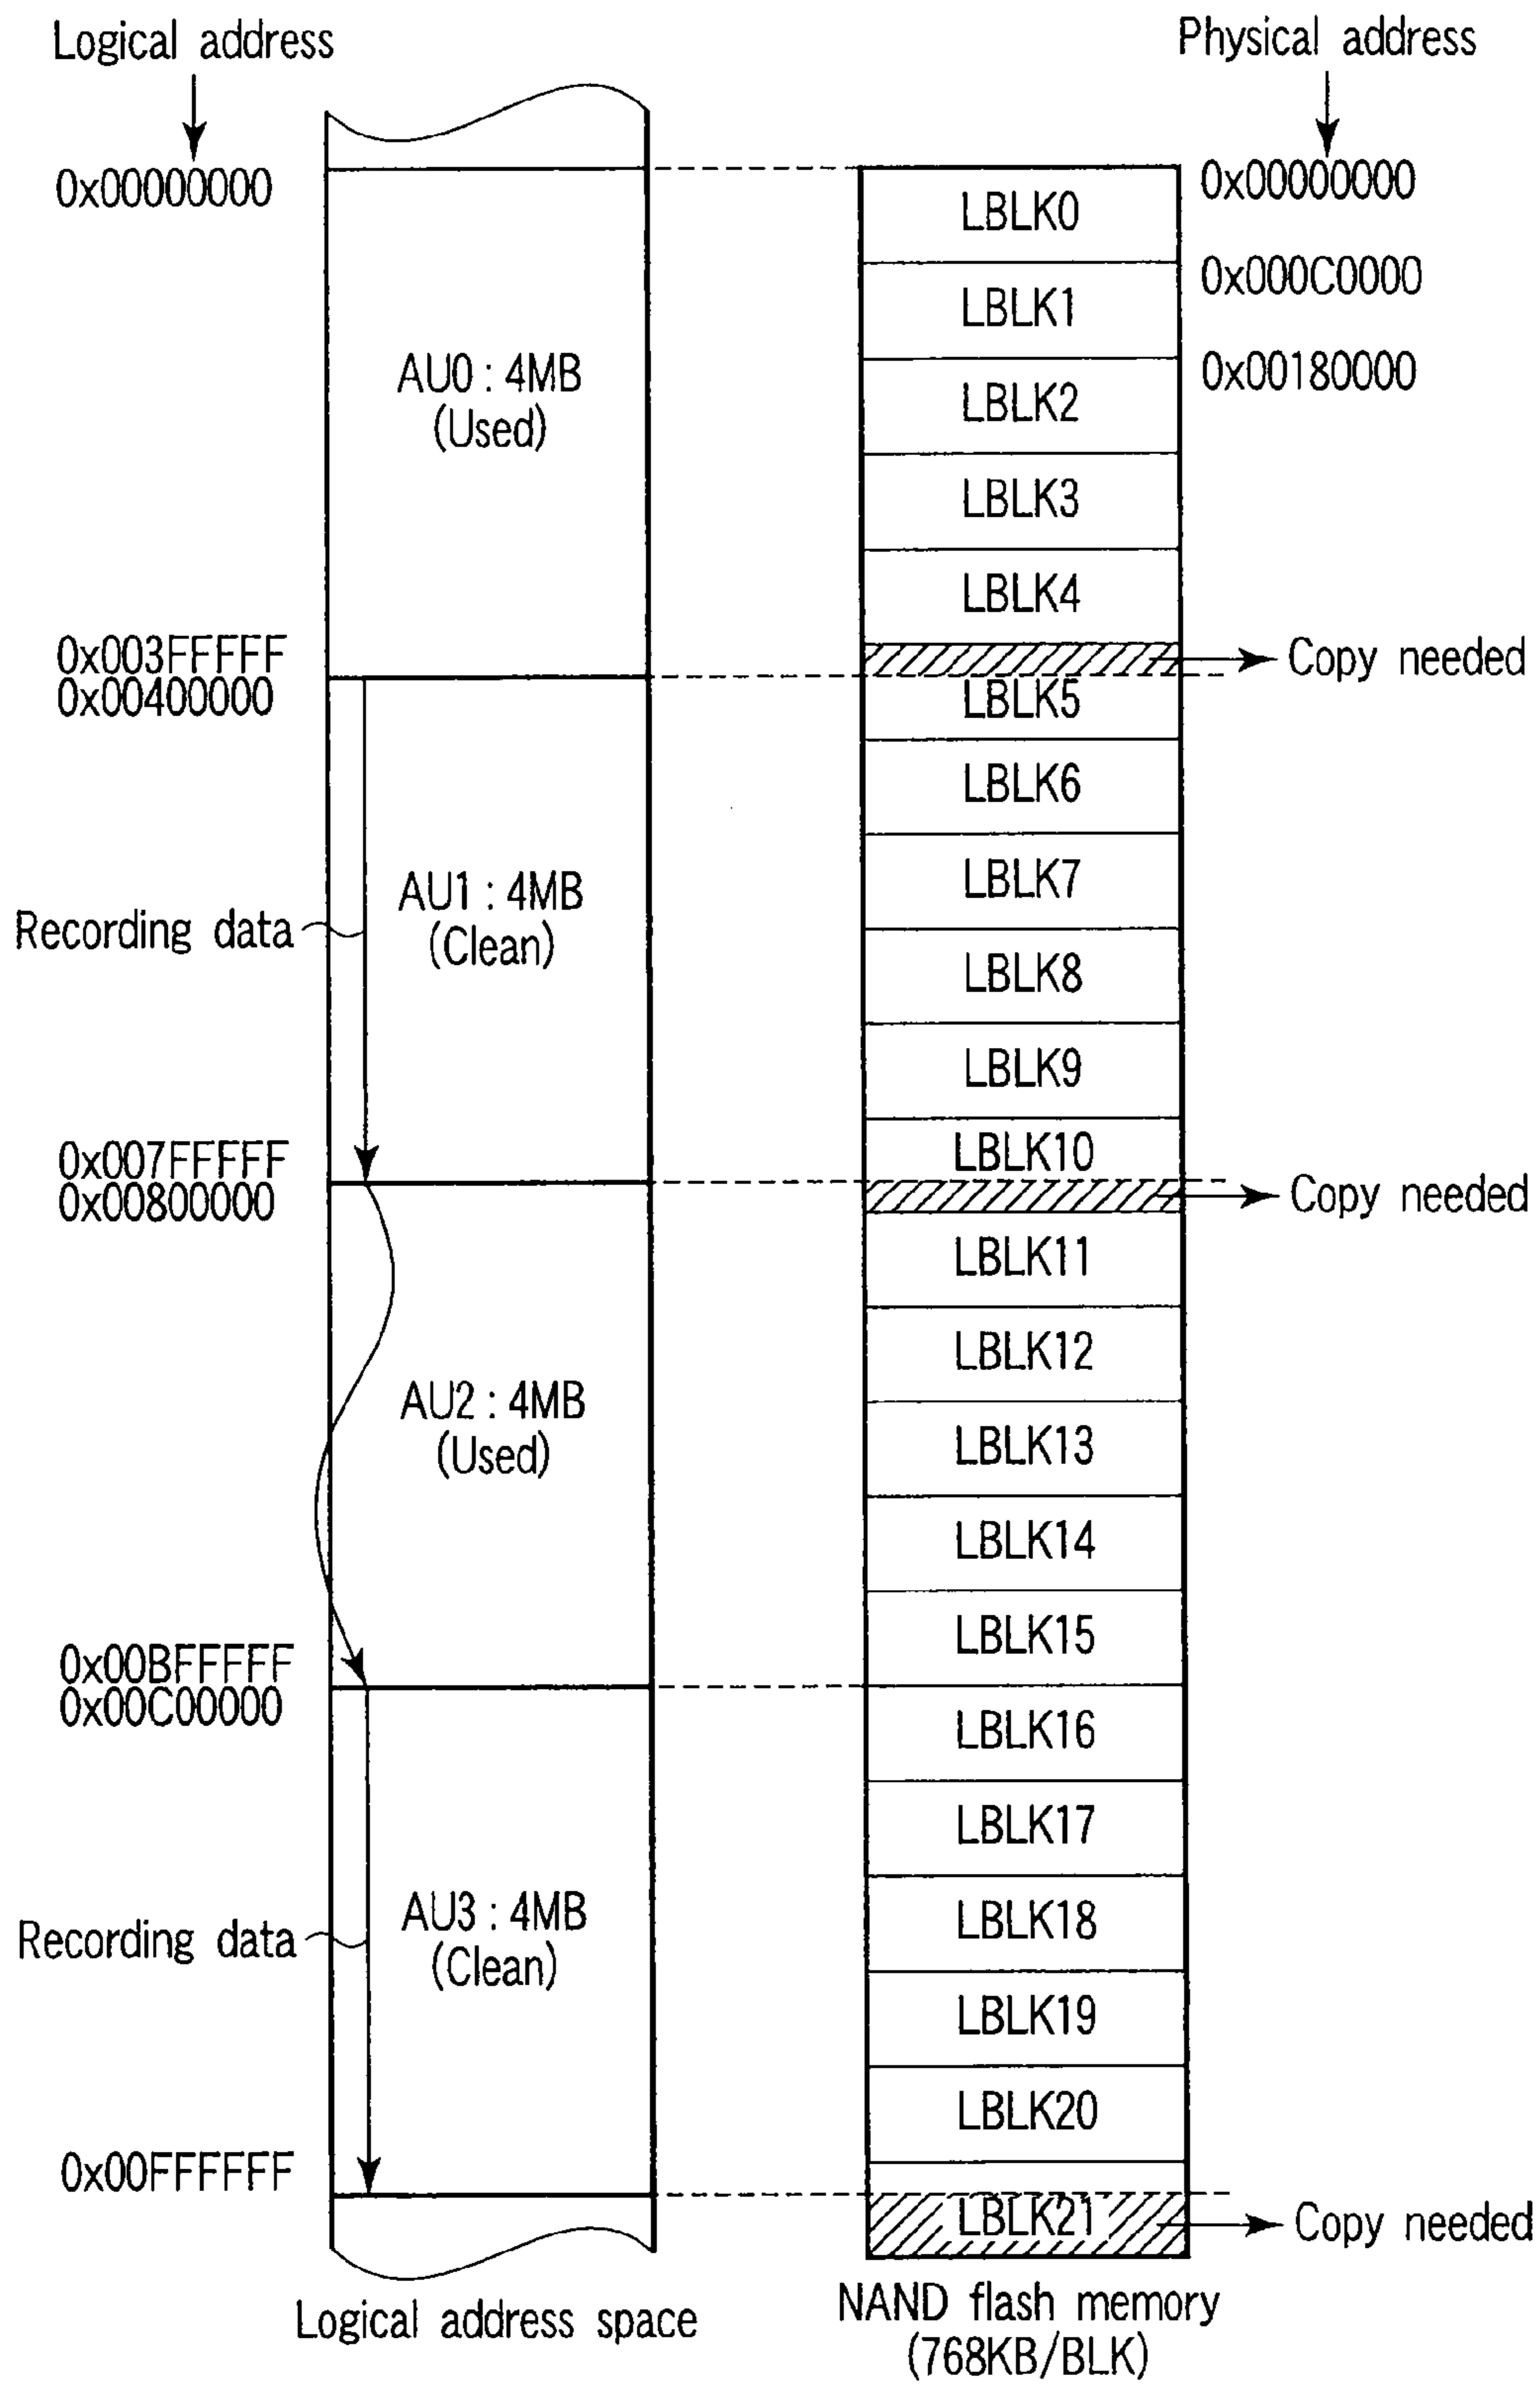 Logical address
0x00000000
0x003FFFFF
0x00400000
Recording data
0x007FFFFF
0x00800000
0x00BFFFFF
0x00C00000
Recording data
0x00FFFFFF
AU0 : 4MB
(Used)
AU1 : 4MB
(Clean)
AU2 : 4MB
(Used)
AU3 : 4MB
(Clean)
Logical address space
Physical address
0x00000000
0x000C0000
0x00180000
LBLK0
LBLK1
LBLK2
LBLK3
LBLK4
Copy needed
LBLK5
LBLK6
LBLK7
LBLK8
LBLK9
LBLK10
Copy needed
LBLK11
LBLK12
LBLK13
LBLK14
LBLK15
LBLK16
LBLK17
LBLK18
LBLK19
LBLK20
LBLK21
Copy needed
NAND flash memory
(768KB/BLK)